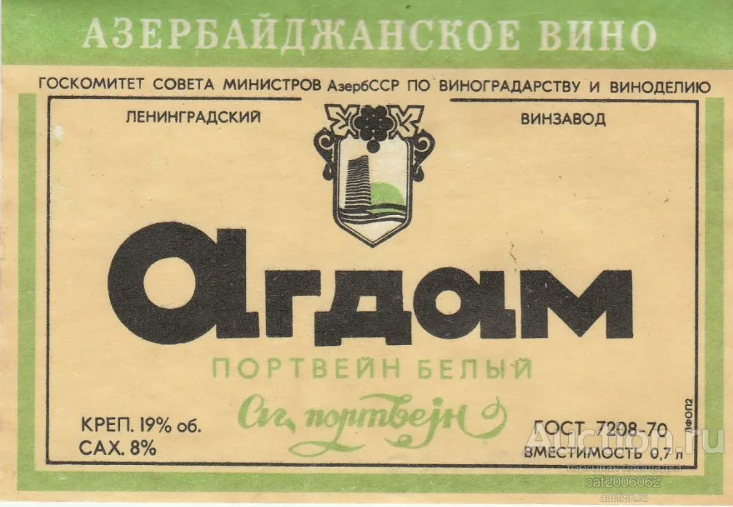 АЗЕРБАЙДЖАНСКОЕ ВИНО
ГОСКОМИТЕТ СОВЕТА МИНИСТРОВ АзербССР ПО ВИНОГРАДАРСТВУ И ВИНОДЕЛИЮ
ЛЕНИНГРАДСКИЙ ВИНЗАВОД
Агдам
ПОРТВЕЙН БЕЛЫЙ
Аг портвејн
КРЕП. 19% об.
САХ. 8%
ГОСТ 7208-70
ВМЕСТИМОСТЬ 0,7 л
ЛФОП2
Auction.ru
cat2006062